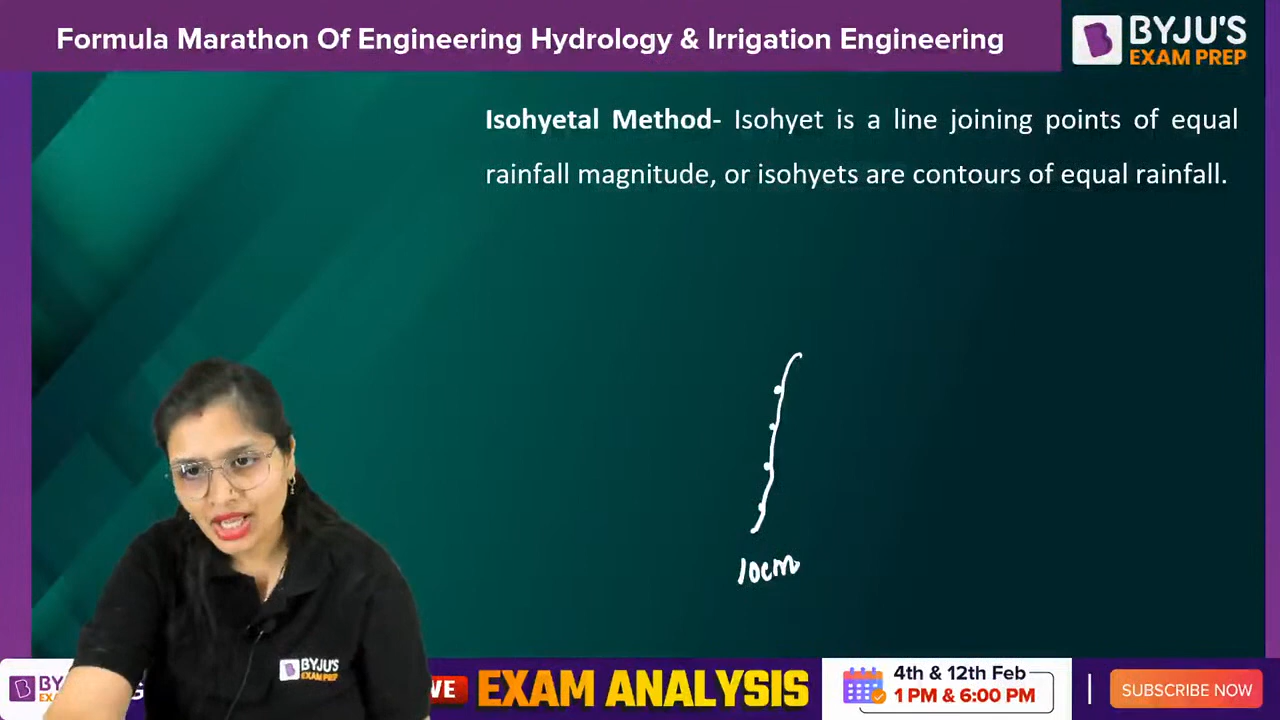 Formula Marathon Of Engineering Hydrology & Irrigation Engineering
BYJU'S
EXAM PREP
Isohyetal Method- Isohyet is a line joining points of equal
rainfall magnitude, or isohyets are contours of equal rainfall.
10cm
BYJU'S
EXAM PREP
EXAM ANALYSIS
4th & 12th Feb
1 PM & 6:00 PM
SUBSCRIBE NOW